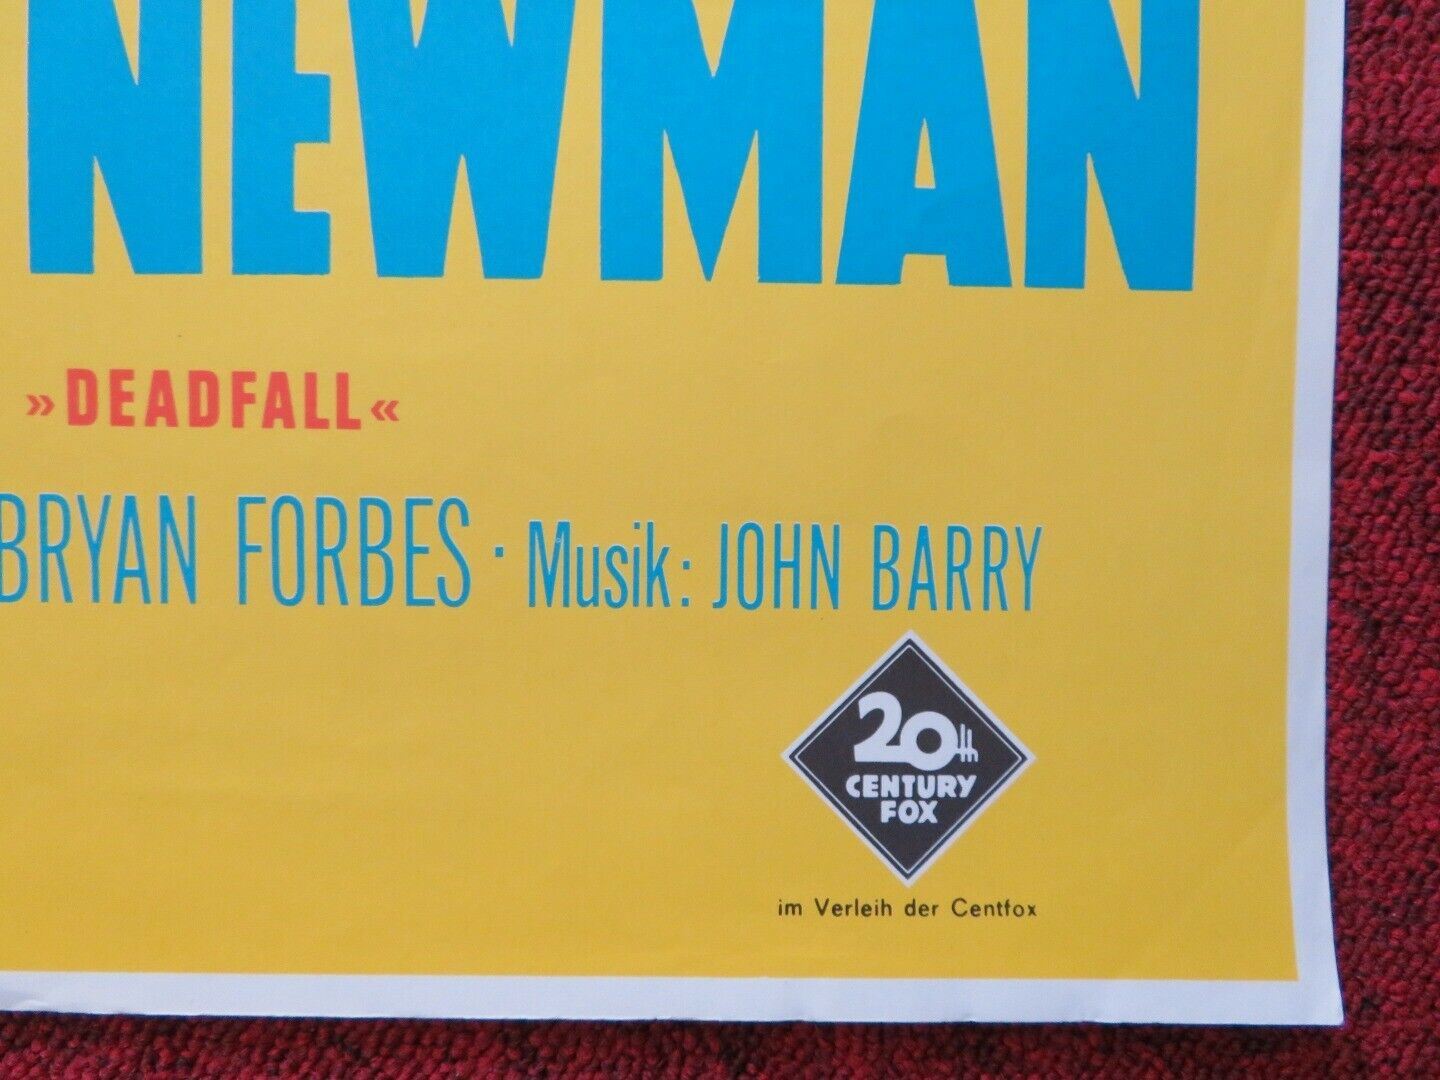 NEWMAN
»DEADFALL«
BRYAN FORBES · Musik: JOHN BARRY
20th
CENTURY
FOX
im Verleih der Centfox